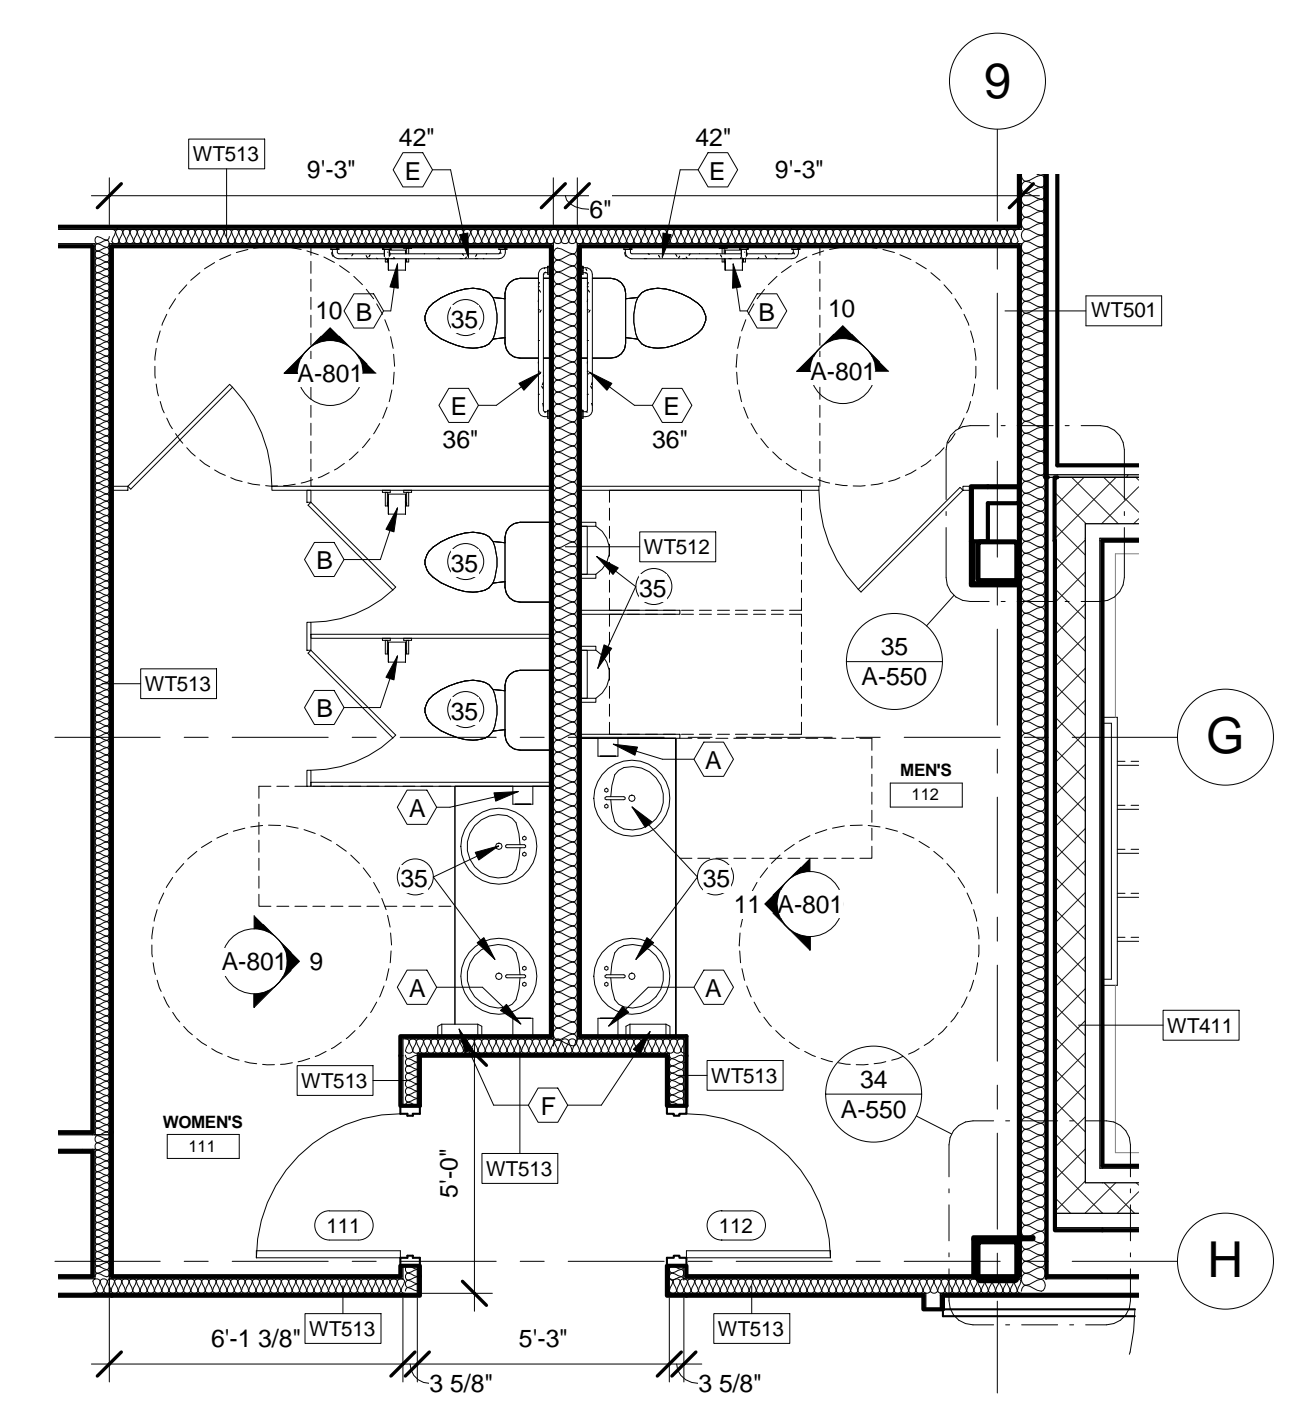 9
42"
42"
WT513
9'-3"
E
E
9'-3"
6"
10
B
35
B
10
WT501
A-801
A-801
E
E
36"
36"
B
35
WT512
35
35
A-550
WT513
B
35
G
A
MEN'S
112
A
35
35
11
A-801
A-801
9
A
A
WT411
WT513
WT513
34
A-550
F
WOMEN'S
111
5'-0"
WT513
111
112
H
6'-1 3/8"
WT513
5'-3"
WT513
3 5/8"
3 5/8"